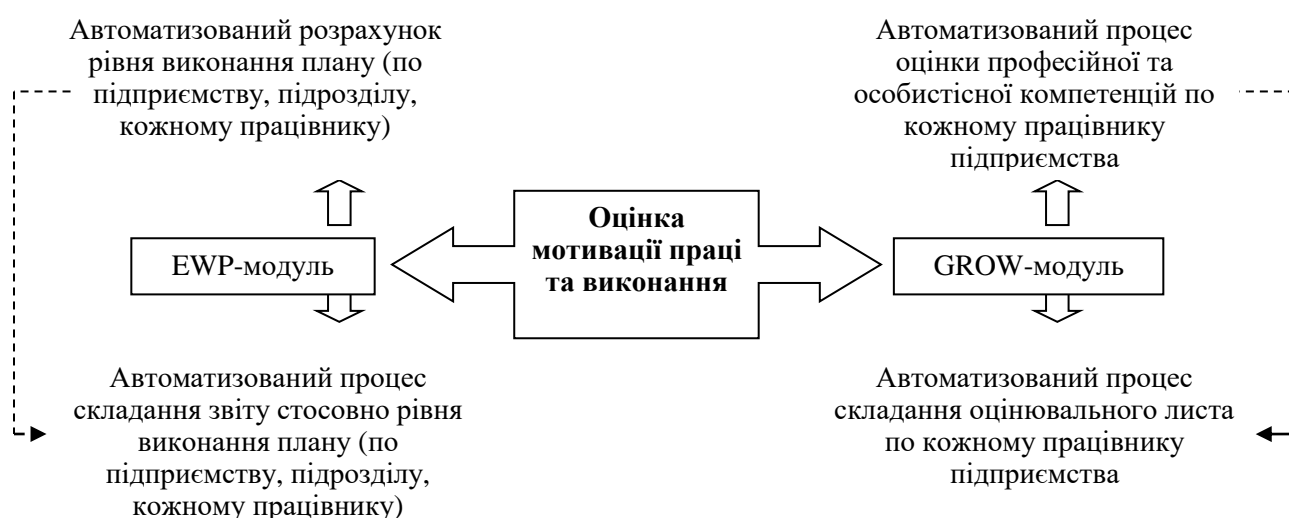 Автоматизований розрахунок
рівня виконання плану (по
підприємству, підрозділу,
кожному працівнику)
Автоматизований процес
оцінки професійної та
особистісної компетенцій по
кожному працівнику
підприємства
EWP-модуль
Оцінка
мотивації праці
та виконання
GROW-модуль
Автоматизований процес
складання звіту стосовно рівня
виконання плану (по
підприємству, підрозділу,
кожному працівнику)
Автоматизований процес
складання оцінювального листа
по кожному працівнику
підприємства